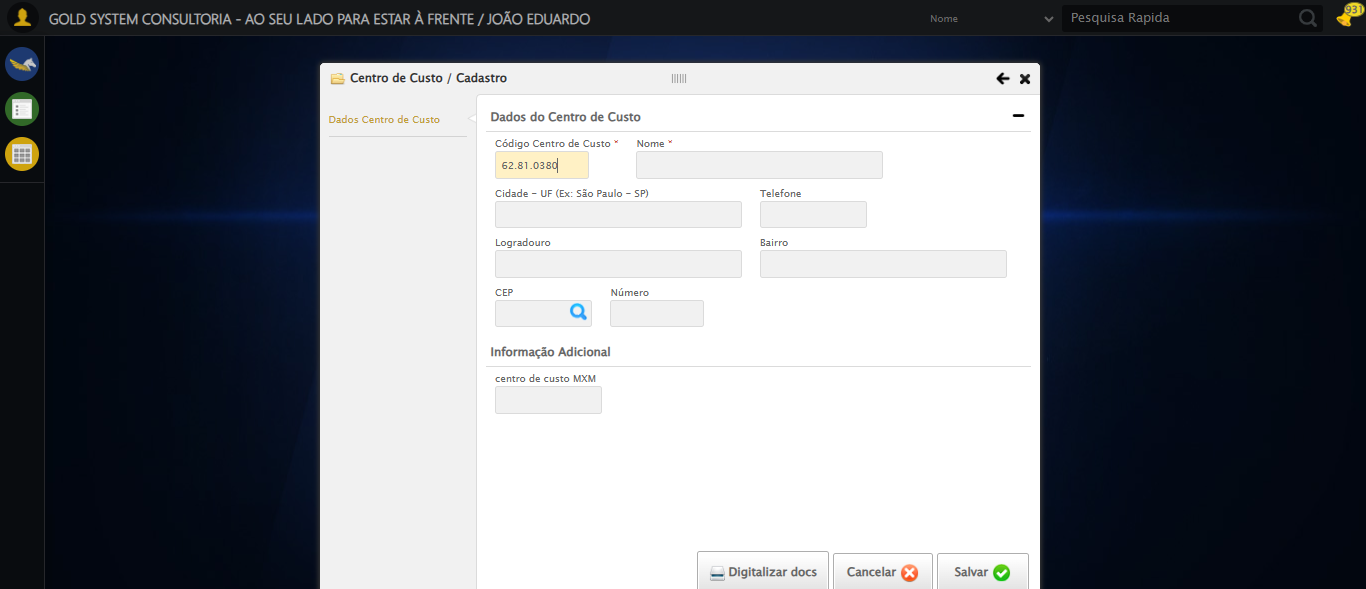 GOLD SYSTEM CONSULTORIA - AO SEU LADO PARA ESTAR À FRENTE / JOÃO EDUARDO
Nome
Pesquisa Rapida
931
Centro de Custo / Cadastro
Dados Centro de Custo
Dados do Centro de Custo
Código Centro de Custo * Nome *
62.81.0380
Cidade - UF (Ex: São Paulo - SP) Telefone
Logradouro Bairro
CEP Número
Informação Adicional
centro de custo MXM
Digitalizar docs Cancelar Salvar